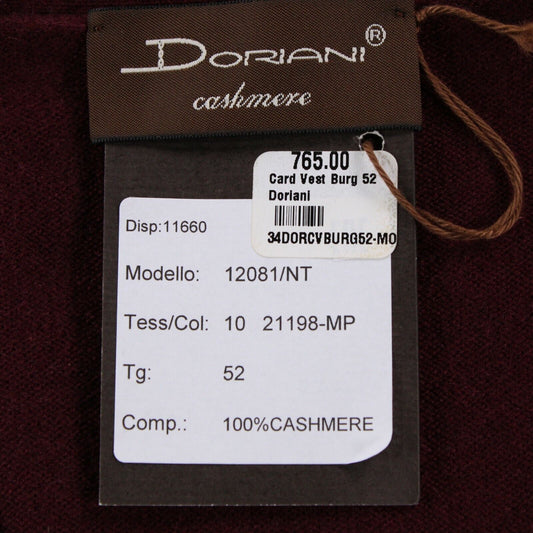 DORIANI®
cashmere
765.00
Card Vest Burg 52
Doriani
34DORCVBURG52-MO
Disp:11660
Modello: 12081/NT
Tess/Col: 10 21198-MP
Tg: 52
Comp.: 100%CASHMERE